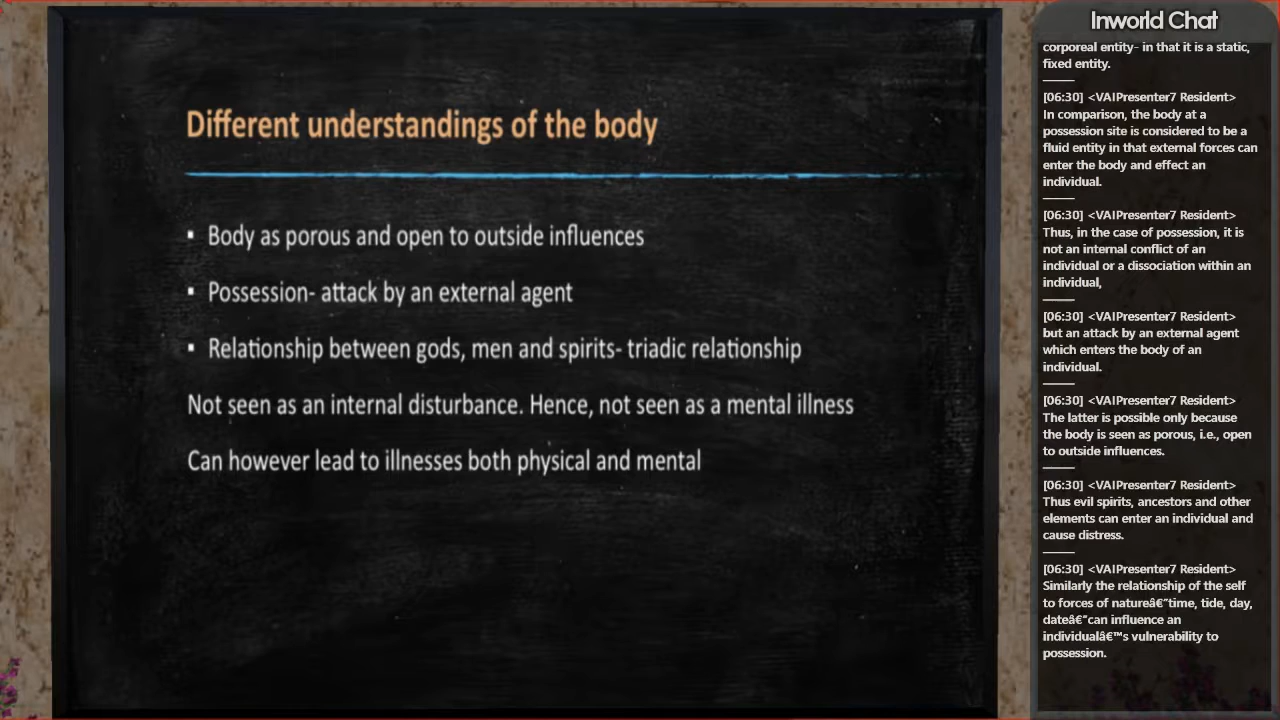 Different understandings of the body
▪ Body as porous and open to outside influences
▪ Possession- attack by an external agent
▪ Relationship between gods, men and spirits- triadic relationship
Not seen as an internal disturbance. Hence, not seen as a mental illness
Can however lead to illnesses both physical and mental
Inworld Chat
corporeal entity- in that it is a static,
fixed entity.
[06:30] <VAIPresenter7 Resident>
In comparison, the body at a
possession site is considered to be a
fluid entity in that external forces can
enter the body and effect an
individual.
[06:30] <VAIPresenter7 Resident>
Thus, in the case of possession, it is
not an internal conflict of an
individual or a dissociation within an
individual,
[06:30] <VAIPresenter7 Resident>
but an attack by an external agent
which enters the body of an
individual.
[06:30] <VAIPresenter7 Resident>
The latter is possible only because
the body is seen as porous, i.e., open
to outside influences.
[06:30] <VAIPresenter7 Resident>
Thus evil spirits, ancestors and other
elements can enter an individual and
cause distress.
[06:30] <VAIPresenter7 Resident>
Similarly the relationship of the self
to forces of natureâ€“time, tide, day,
dateâ€“can influence an
individualâ€™s vulnerability to
possession.